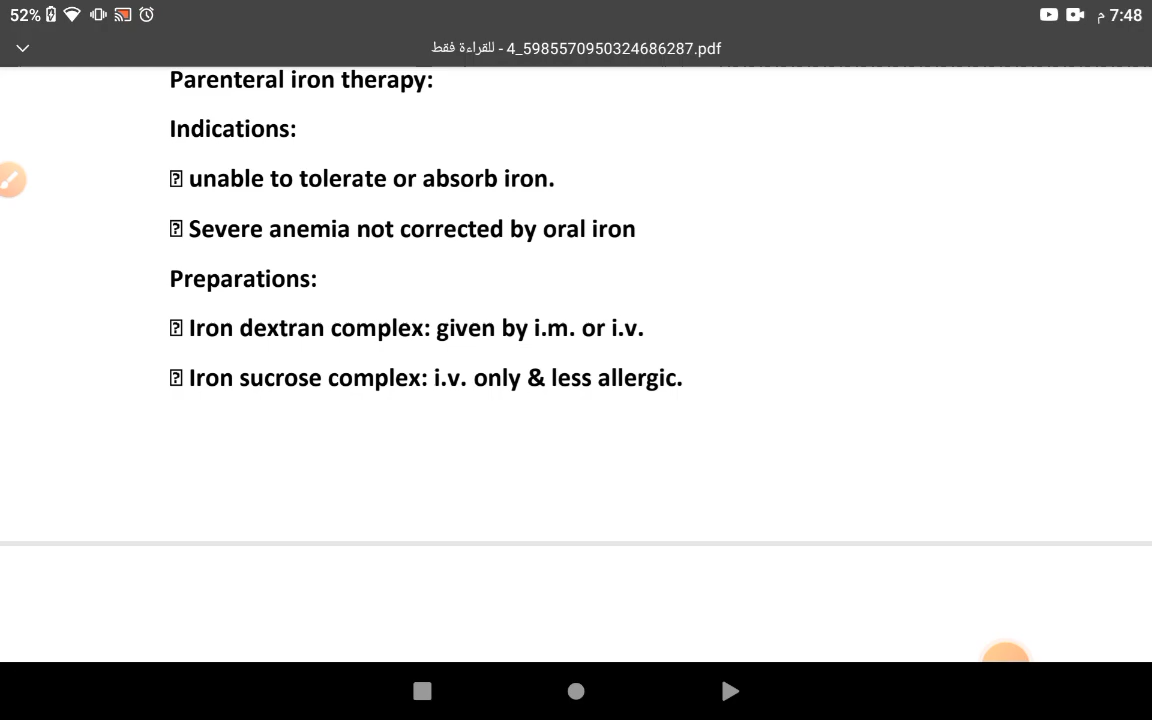 52% م 7:48
4_5985570950324686287.pdf - للقراءة فقط
Parenteral iron therapy:
Indications:
⍰ unable to tolerate or absorb iron.
⍰ Severe anemia not corrected by oral iron
Preparations:
⍰ Iron dextran complex: given by i.m. or i.v.
⍰ Iron sucrose complex: i.v. only & less allergic.